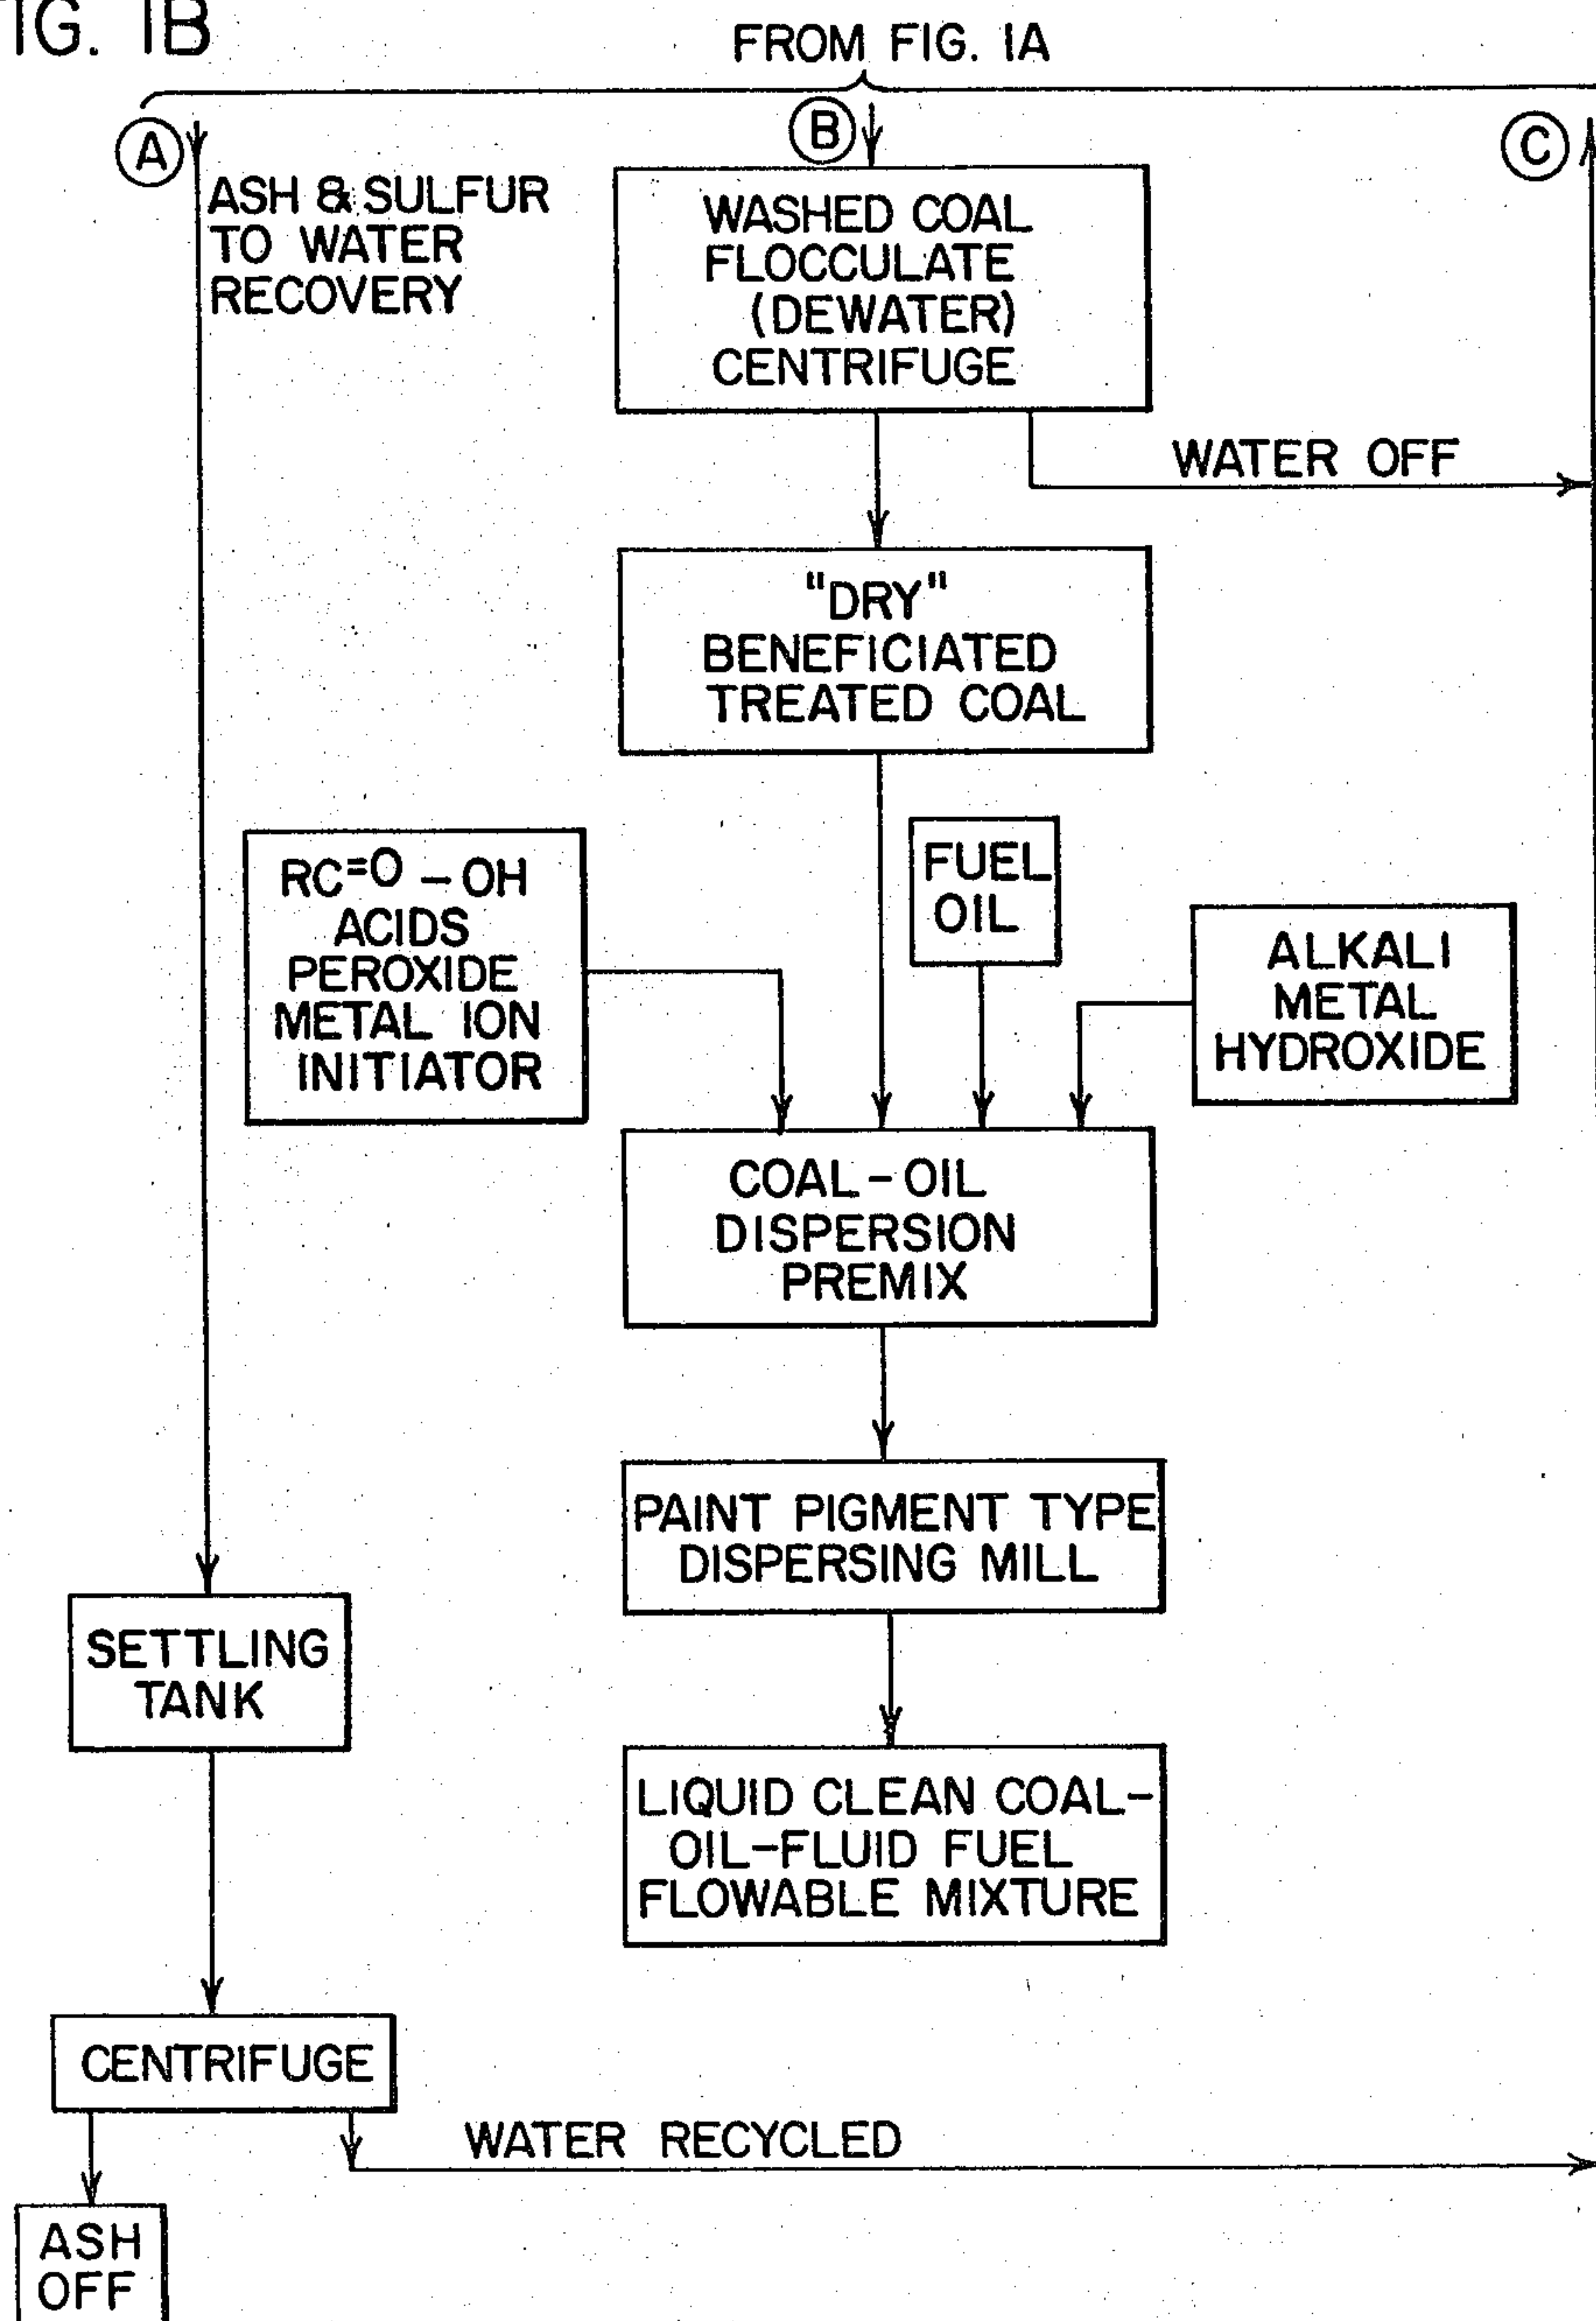 FIG. 1B
FROM FIG. 1A
A
B
C
ASH & SULFUR
TO WATER
RECOVERY
WASHED COAL
FLOCCULATE
(DEWATER)
CENTRIFUGE
WATER OFF
"DRY"
BENEFICIATED
TREATED COAL
RC=O – OH
ACIDS
PEROXIDE
METAL ION
INITIATOR
FUEL
OIL
ALKALI
METAL
HYDROXIDE
COAL-OIL
DISPERSION
PREMIX
PAINT PIGMENT TYPE
DISPERSING MILL
SETTLING
TANK
LIQUID CLEAN COAL-
OIL-FLUID FUEL
FLOWABLE MIXTURE
CENTRIFUGE
WATER RECYCLED
ASH
OFF